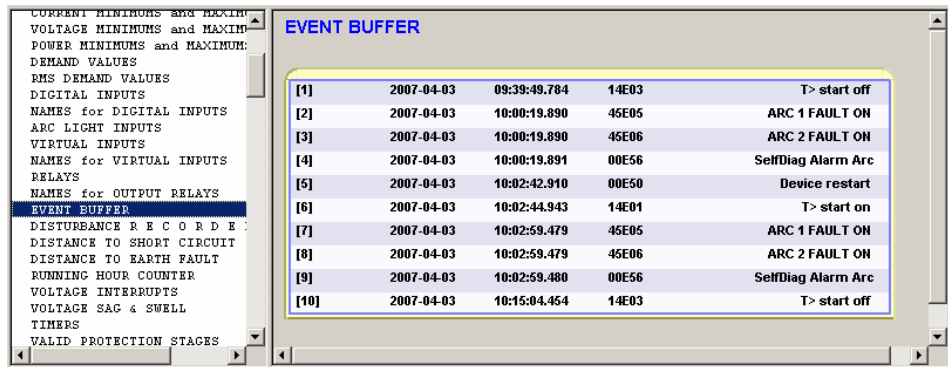 CURRENT MINIMUMS and MAXIMU
VOLTAGE MINIMUMS and MAXIMU
POWER MINIMUMS and MAXIMUMS
DEMAND VALUES
RMS DEMAND VALUES
DIGITAL INPUTS
NAMES for DIGITAL INPUTS
ARC LIGHT INPUTS
VIRTUAL INPUTS
NAMES for VIRTUAL INPUTS
RELAYS
NAMES for OUTPUT RELAYS
EVENT BUFFER
DISTURBANCE R E C O R D E
DISTANCE TO SHORT CIRCUIT
DISTANCE TO EARTH FAULT
RUNNING HOUR COUNTER
VOLTAGE INTERRUPTS
VOLTAGE SAG & SWELL
TIMERS
VALID PROTECTION STAGES
EVENT BUFFER
[1] 2007-04-03 09:39:49.784 14E03 T> start off
[2] 2007-04-03 10:00:19.890 45E05 ARC 1 FAULT ON
[3] 2007-04-03 10:00:19.890 45E06 ARC 2 FAULT ON
[4] 2007-04-03 10:00:19.891 00E56 SelfDiag Alarm Arc
[5] 2007-04-03 10:02:42.910 00E50 Device restart
[6] 2007-04-03 10:02:44.943 14E01 T> start on
[7] 2007-04-03 10:02:59.479 45E05 ARC 1 FAULT ON
[8] 2007-04-03 10:02:59.479 45E06 ARC 2 FAULT ON
[9] 2007-04-03 10:02:59.480 00E56 SelfDiag Alarm Arc
[10] 2007-04-03 10:15:04.454 14E03 T> start off